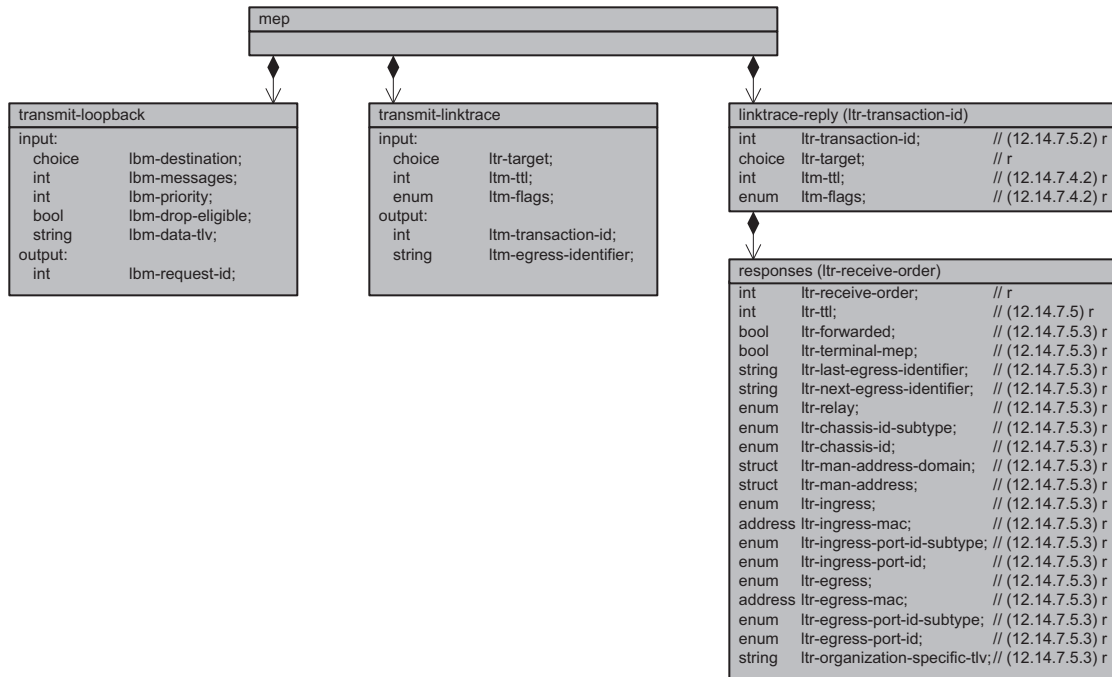 mep
transmit-loopback
input:
choice lbm-destination;
int lbm-messages;
int lbm-priority;
bool lbm-drop-eligible;
string lbm-data-tlv;
output:
int lbm-request-id;
transmit-linktrace
input:
choice ltr-target;
int ltm-ttl;
enum ltm-flags;
output:
int ltm-transaction-id;
string ltm-egress-identifier;
linktrace-reply (ltr-transaction-id)
int ltr-transaction-id; // (12.14.7.5.2) r
choice ltr-target; // r
int ltm-ttl; // (12.14.7.4.2) r
enum ltm-flags; // (12.14.7.4.2) r
responses (ltr-receive-order)
int ltr-receive-order; // r
int ltr-ttl; // (12.14.7.5) r
bool ltr-forwarded; // (12.14.7.5.3) r
bool ltr-terminal-mep; // (12.14.7.5.3) r
string ltr-last-egress-identifier; // (12.14.7.5.3) r
string ltr-next-egress-identifier; // (12.14.7.5.3) r
enum ltr-relay; // (12.14.7.5.3) r
enum ltr-chassis-id-subtype; // (12.14.7.5.3) r
enum ltr-chassis-id; // (12.14.7.5.3) r
struct ltr-man-address-domain; // (12.14.7.5.3) r
struct ltr-man-address; // (12.14.7.5.3) r
enum ltr-ingress; // (12.14.7.5.3) r
address ltr-ingress-mac; // (12.14.7.5.3) r
enum ltr-ingress-port-id-subtype; // (12.14.7.5.3) r
enum ltr-ingress-port-id; // (12.14.7.5.3) r
enum ltr-egress; // (12.14.7.5.3) r
address ltr-egress-mac; // (12.14.7.5.3) r
enum ltr-egress-port-id-subtype; // (12.14.7.5.3) r
enum ltr-egress-port-id; // (12.14.7.5.3) r
string ltr-organization-specific-tlv; // (12.14.7.5.3) r